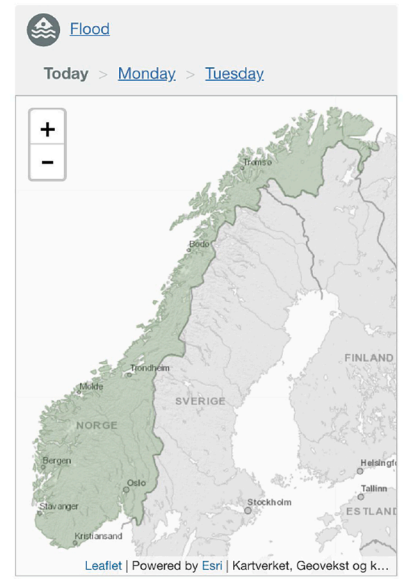 Flood
Today > Monday > Tuesday
+
−
Tromsø
Bodø
Trondheim
FINLAND
Molde
SVERIGE
NORGE
Bergen
Helsingf
Oslo
Tallinn
Stockholm
Stavanger
ESTLAND
Kristiansand
Leaflet | Powered by Esri | Kartverket, Geovekst og k...